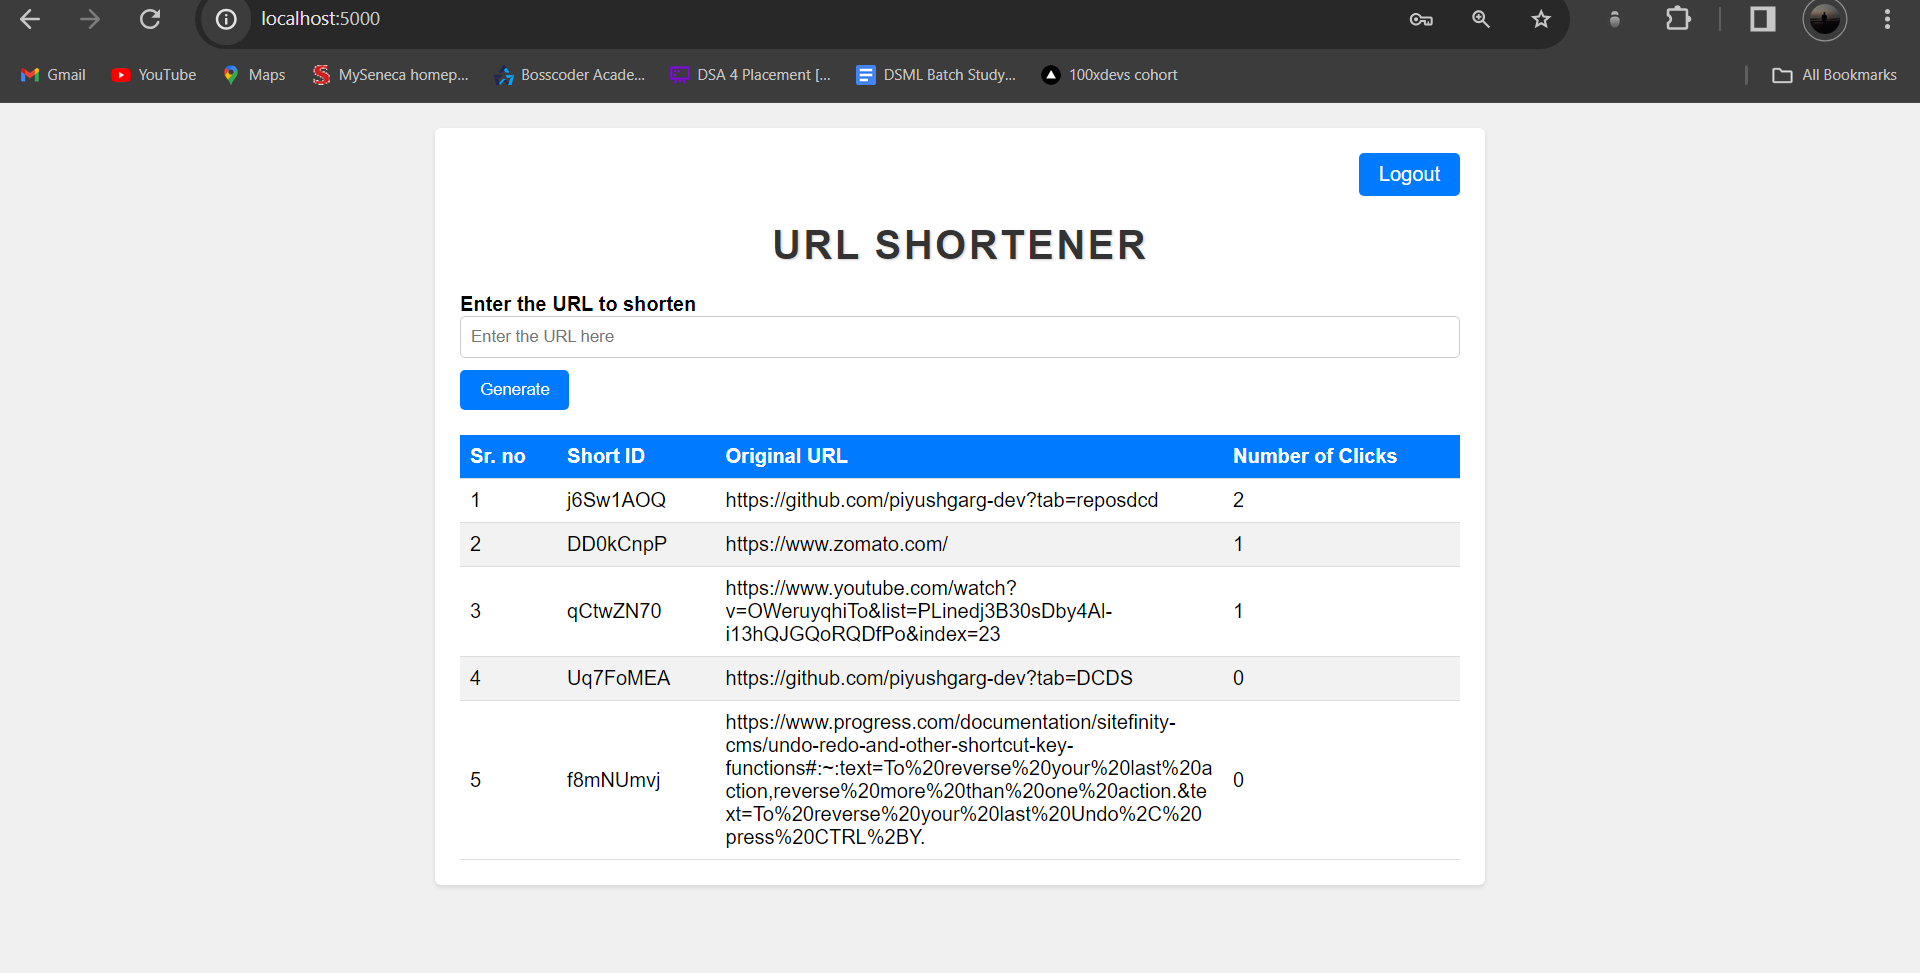 localhost:5000
Gmail YouTube Maps MySeneca homep... Bosscoder Acade... DSA 4 Placement [... DSML Batch Study... 100xdevs cohort All Bookmarks
Logout
URL SHORTENER
Enter the URL to shorten
Enter the URL here
Generate
Sr. no Short ID Original URL Number of Clicks
1 j6Sw1AOQ https://github.com/piyushgarg-dev?tab=reposdcd 2
2 DD0kCnpP https://www.zomato.com/ 1
https://www.youtube.com/watch?
3 qCtwZN70 v=OWeruyqhiTo&list=PLinedj3B30sDby4Al- 1
i13hQJGQoRQDfPo&index=23
4 Uq7FoMEA https://github.com/piyushgarg-dev?tab=DCDS 0
https://www.progress.com/documentation/sitefinity-
cms/undo-redo-and-other-shortcut-key-
functions#:~:text=To%20reverse%20your%20last%20a
5 f8mNUmvj ction,reverse%20more%20than%20one%20action.&te 0
xt=To%20reverse%20your%20last%20Undo%2C%20
press%20CTRL%2BY.